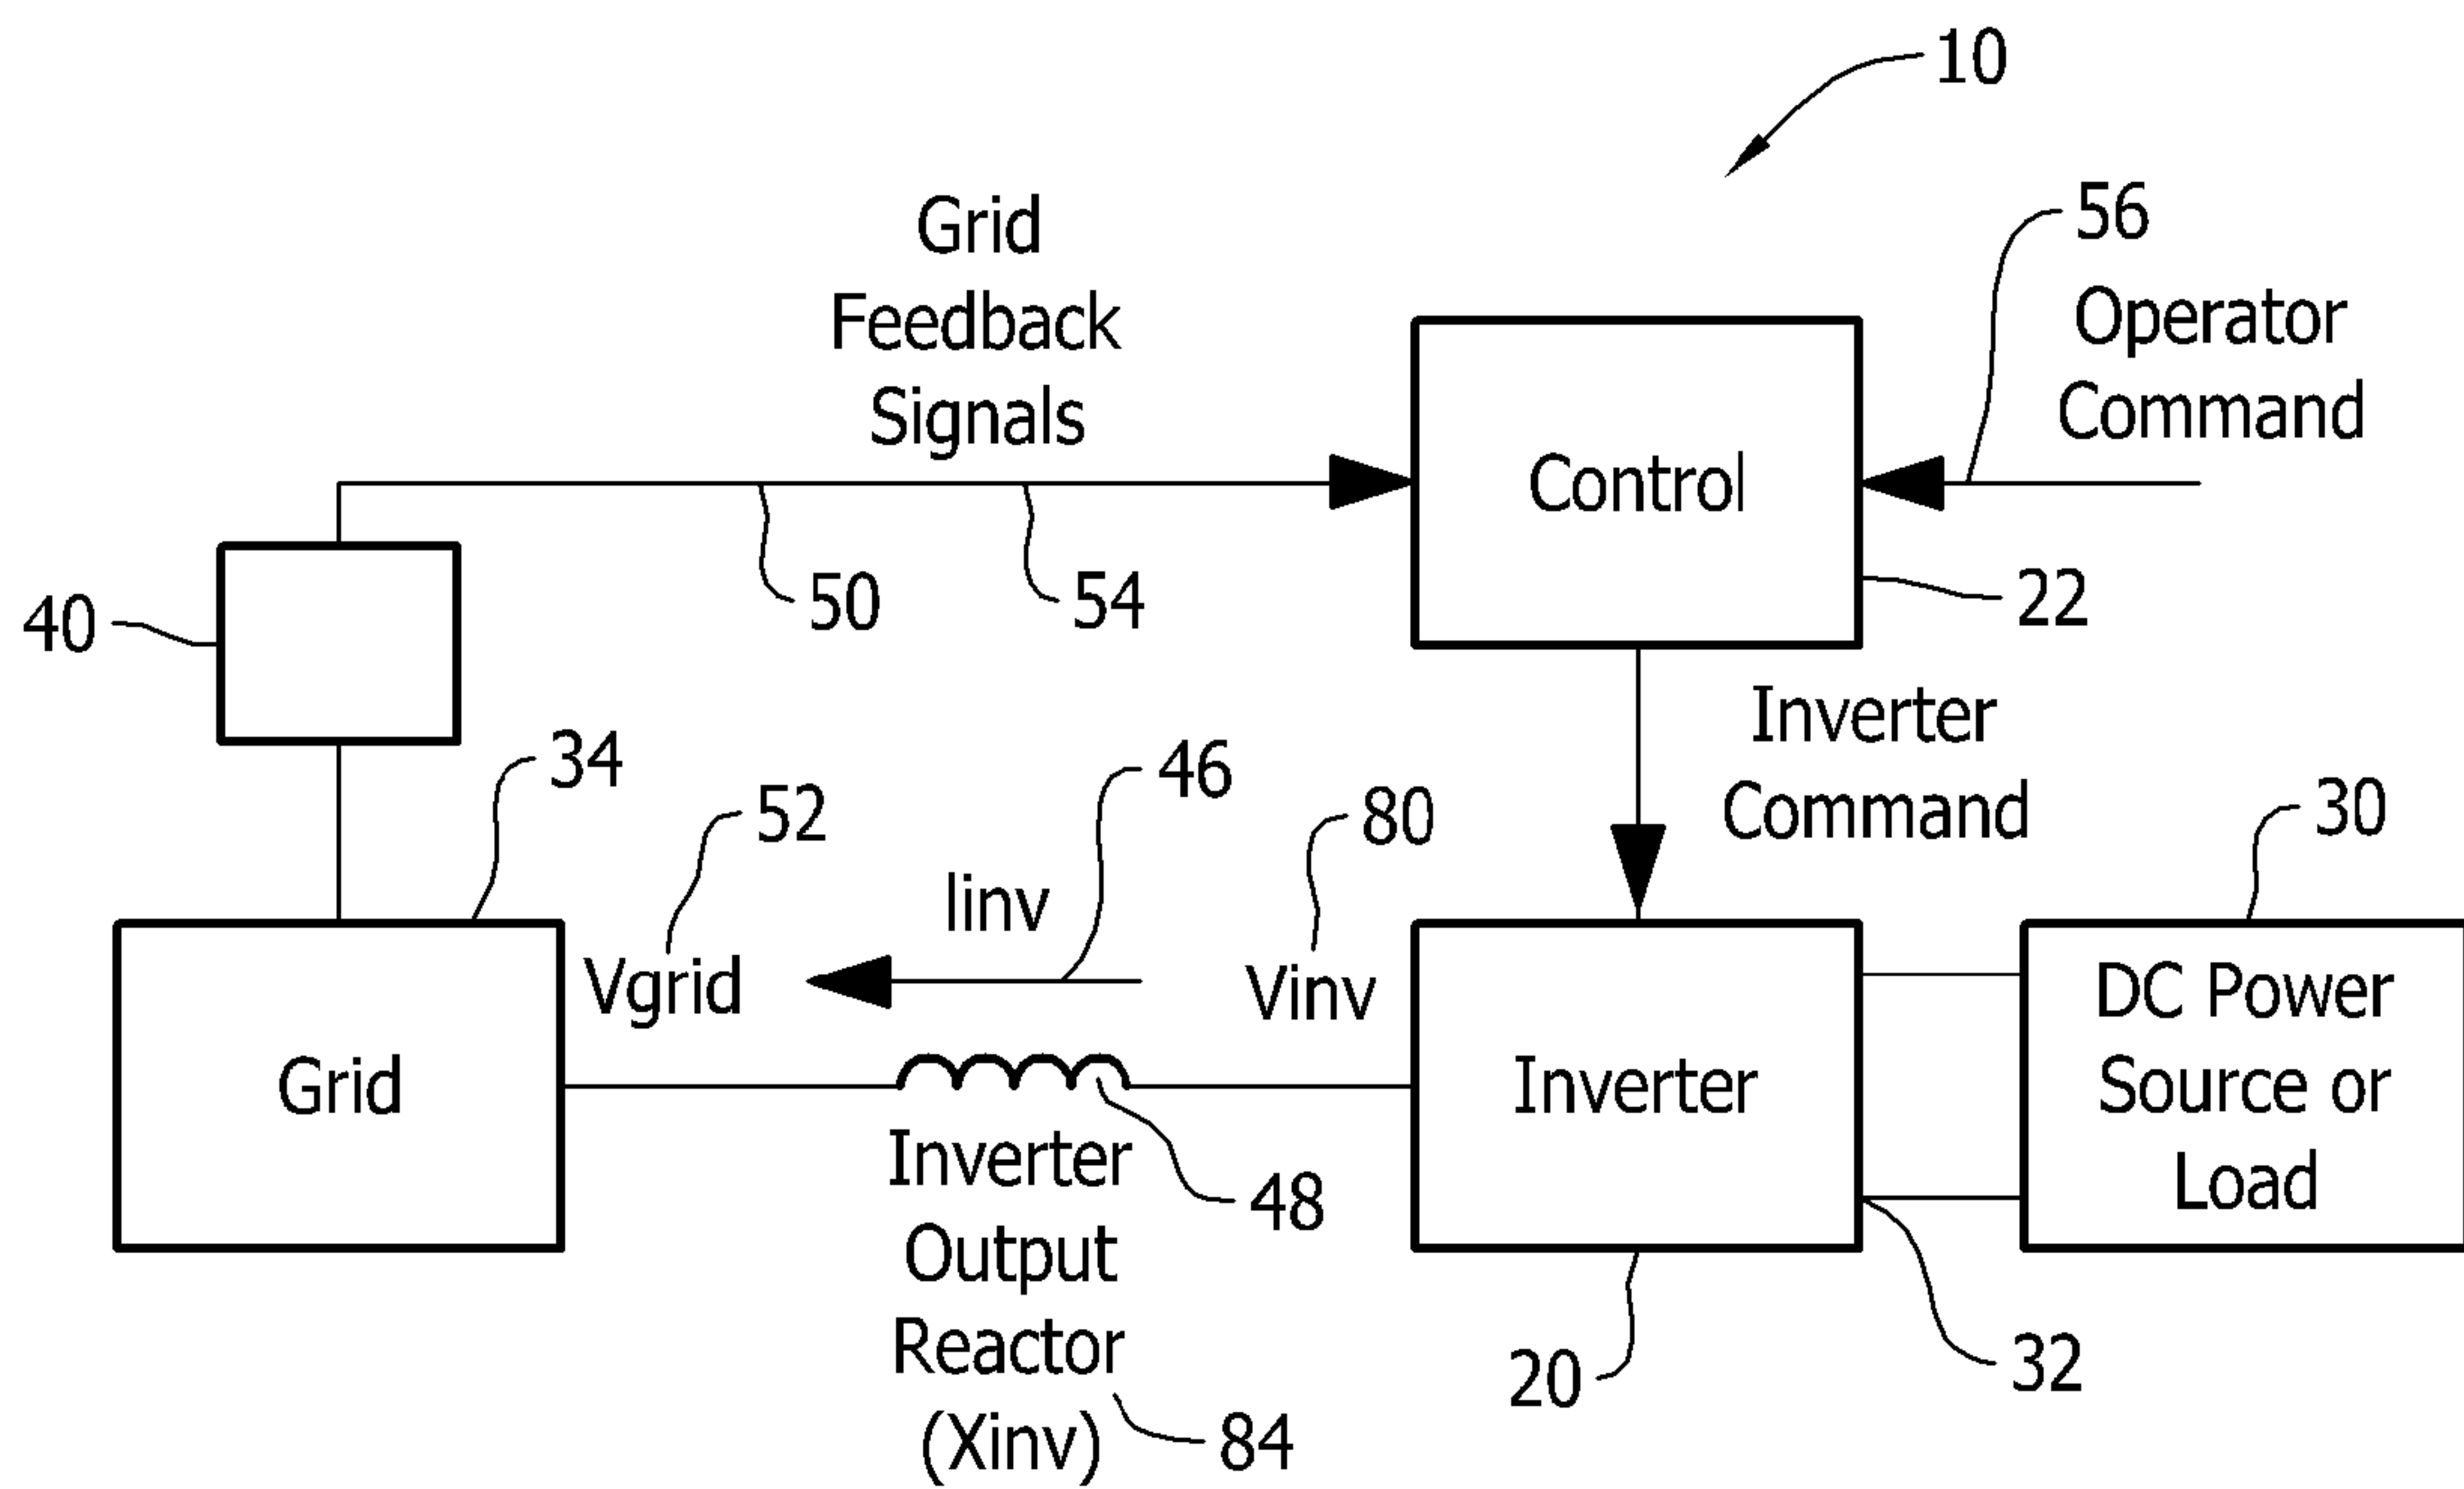 10
56
Grid
Feedback
Signals
Operator
Command
Control
50
54
22
40
Inverter
Command
34
52
46
80
30
Iinv
Vgrid
Vinv
Grid
Inverter
DC Power
Source or
Load
Inverter
Output
Reactor
(Xinv)
48
84
20
32